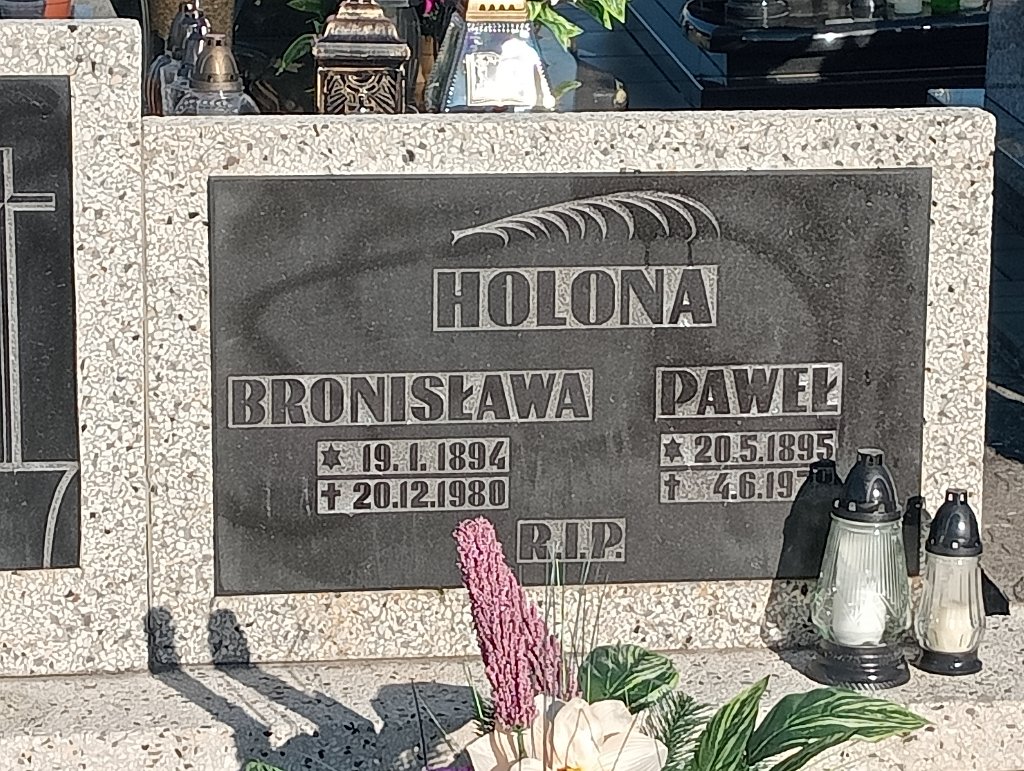 HOLONA
BRONISŁAWA PAWEŁ
19.1.1894 20.5.1895
20.12.1980 4.6.19
R.I.P.